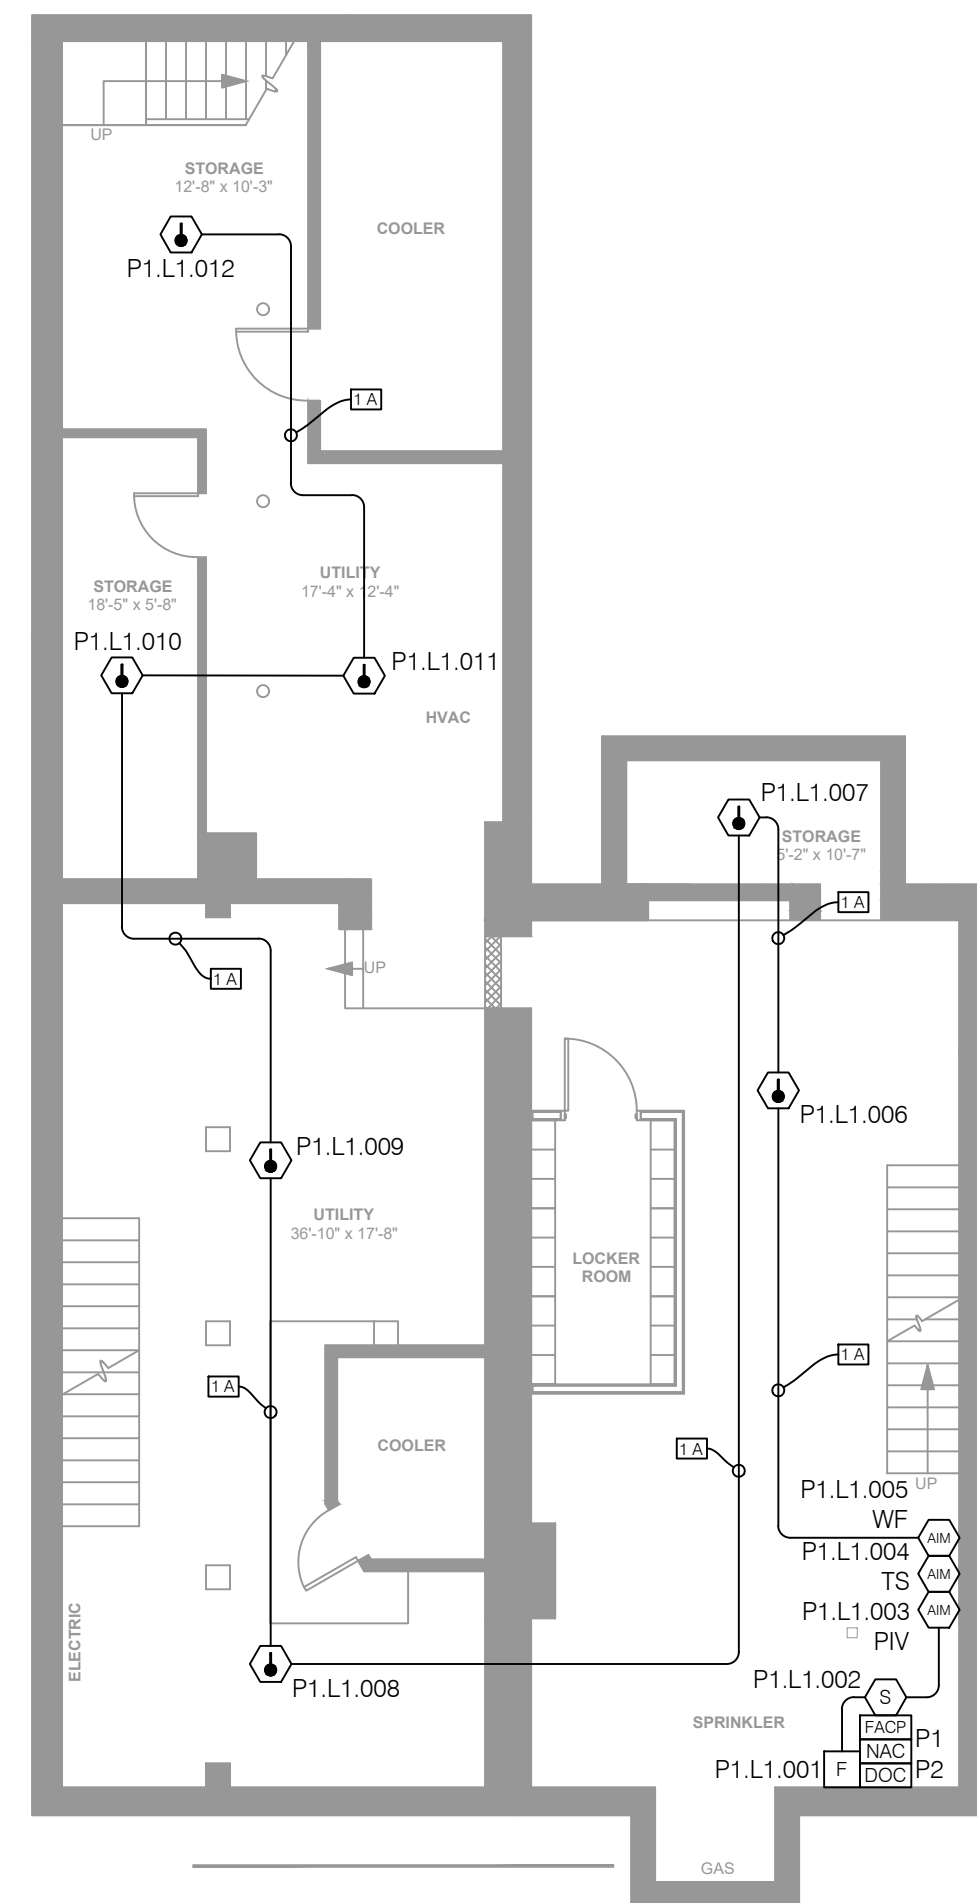 UP
STORAGE
12'-8" x 10'-3"
COOLER
P1.L1.012
1 A
UTILITY
17'-4" x 12'-4"
STORAGE
18'-5" x 5'-8"
P1.L1.010
P1.L1.011
HVAC
P1.L1.007
STORAGE
5'-2" x 10'-7"
1 A
UP
1 A
P1.L1.006
P1.L1.009
UTILITY
36'-10" x 17'-8"
LOCKER
ROOM
1 A
1 A
COOLER
1 A
UP
P1.L1.005
WF
AIM
P1.L1.004
TS
AIM
P1.L1.003
PIV
AIM
ELECTRIC
P1.L1.008
P1.L1.002
S
SPRINKLER
FACP
P1
NAC
P1.L1.001
F
DOC
P2
GAS